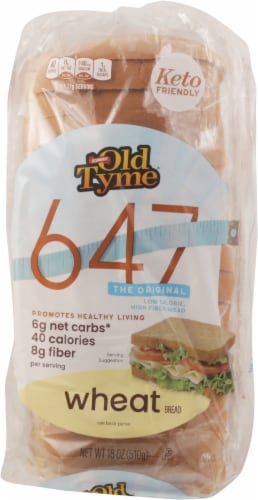 Keto
FRIENDLY
Old
Tyme
647
THE ORIGINAL
LOW CALORIE,
HIGH FIBER BREAD
PROMOTES HEALTHY LIVING
6g net carbs*
40 calories
8g fiber
per serving
Serving
Suggestion
wheat BREAD
NET WT 18 OZ (510g)